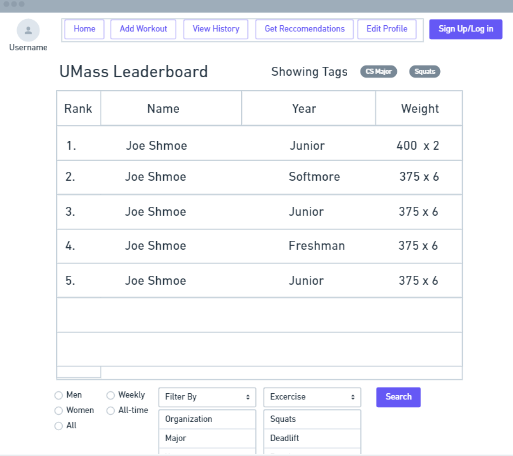 Home Add Workout View History Get Reccomendations Edit Profile Sign Up/Log in
Username
UMass Leaderboard Showing Tags CS Major Squats
Rank Name Year Weight
1. Joe Shmoe Junior 400 x 2
2. Joe Shmoe Softmore 375 x 6
3. Joe Shmoe Junior 375 x 6
4. Joe Shmoe Freshman 375 x 6
5. Joe Shmoe Junior 375 x 6
Men Weekly Filter By Excercise Search
Women All-time Organization Squats
All Major Deadlift